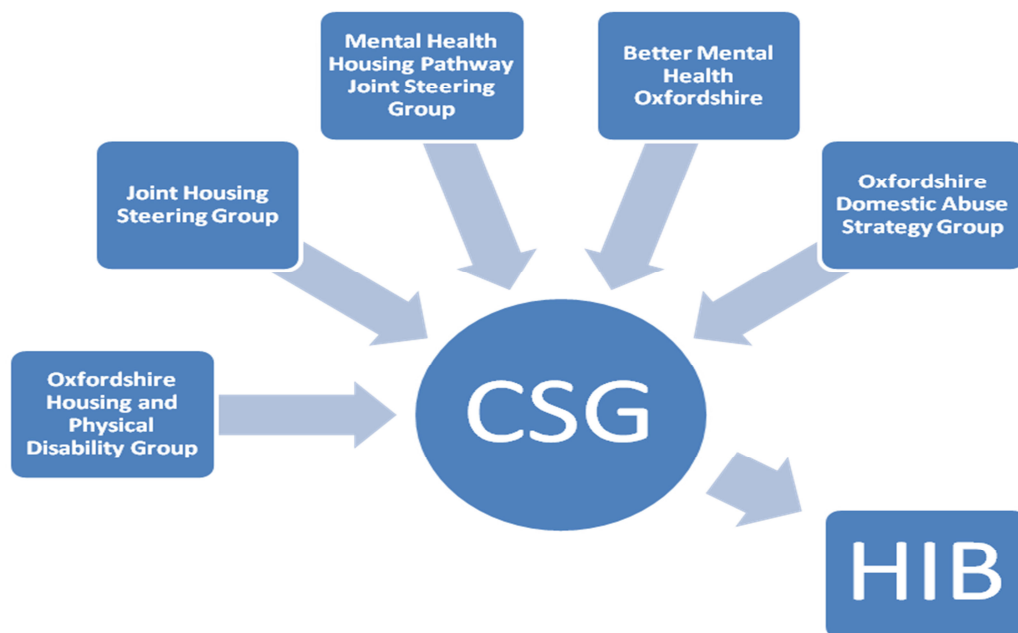 Mental Health
Housing Pathway
Joint Steering
Group
Better Mental
Health
Oxfordshire
Joint Housing
Steering Group
Oxfordshire
Domestic Abuse
Strategy Group
Oxfordshire
Housing and
Physical
Disability Group
CSG
HIB